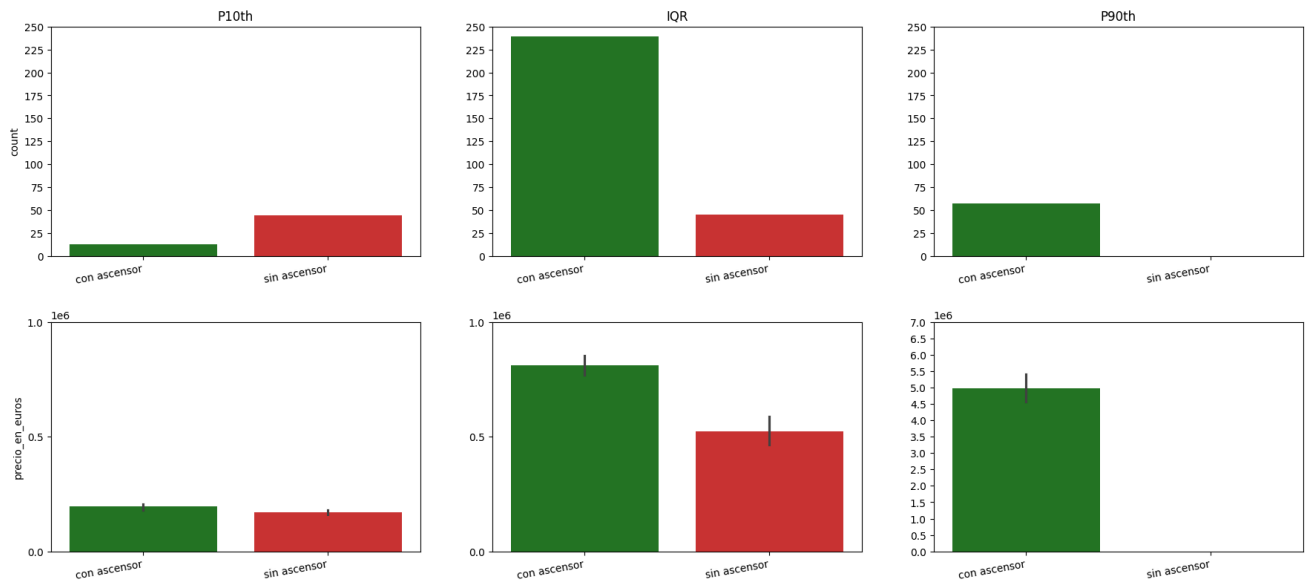 P10th
IQR
P90th
count
250
225
200
175
150
125
100
75
50
25
0
con ascensor
sin ascensor
250
225
200
175
150
125
100
75
50
25
0
con ascensor
sin ascensor
250
225
200
175
150
125
100
75
50
25
0
con ascensor
sin ascensor
precio_en_euros
1e6
1.0
0.5
0.0
con ascensor
sin ascensor
1e6
1.0
0.5
0.0
con ascensor
sin ascensor
1e6
7.0
6.5
6.0
5.5
5.0
4.5
4.0
3.5
3.0
2.5
2.0
1.5
1.0
0.5
0.0
con ascensor
sin ascensor